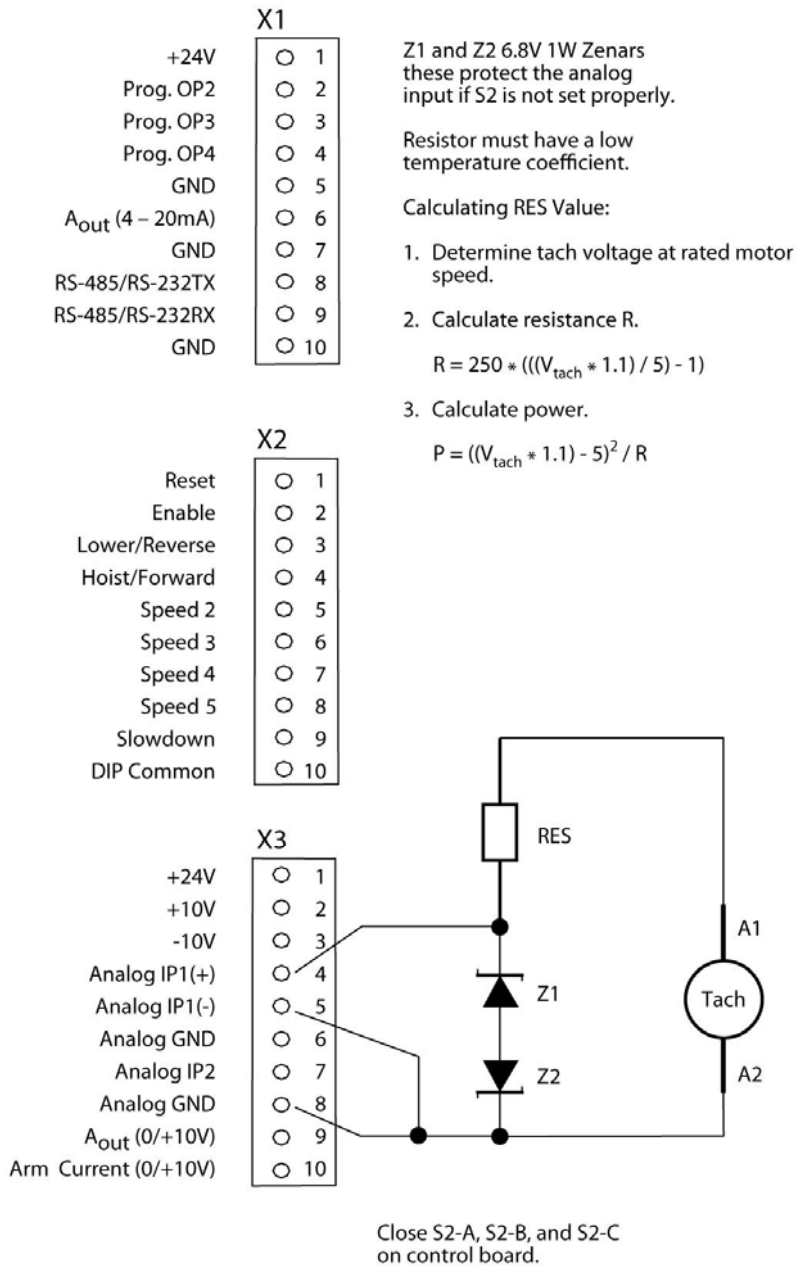 X1
+24V 1
Prog. OP2 2
Prog. OP3 3
Prog. OP4 4
GND 5
Aout (4 – 20mA) 6
GND 7
RS-485/RS-232TX 8
RS-485/RS-232RX 9
GND 10
Z1 and Z2 6.8V 1W Zenars
these protect the analog
input if S2 is not set properly.
Resistor must have a low
temperature coefficient.
Calculating RES Value:
1. Determine tach voltage at rated motor
speed.
2. Calculate resistance R.
R = 250 * (((Vtach * 1.1) / 5) - 1)
3. Calculate power.
P = ((Vtach * 1.1) - 5)² / R
X2
Reset 1
Enable 2
Lower/Reverse 3
Hoist/Forward 4
Speed 2 5
Speed 3 6
Speed 4 7
Speed 5 8
Slowdown 9
DIP Common 10
X3
+24V 1
+10V 2
-10V 3
Analog IP1(+) 4
Analog IP1(-) 5
Analog GND 6
Analog IP2 7
Analog GND 8
Aout (0/+10V) 9
Arm Current (0/+10V) 10
RES
Z1
Z2
A1
Tach
A2
Close S2-A, S2-B, and S2-C
on control board.